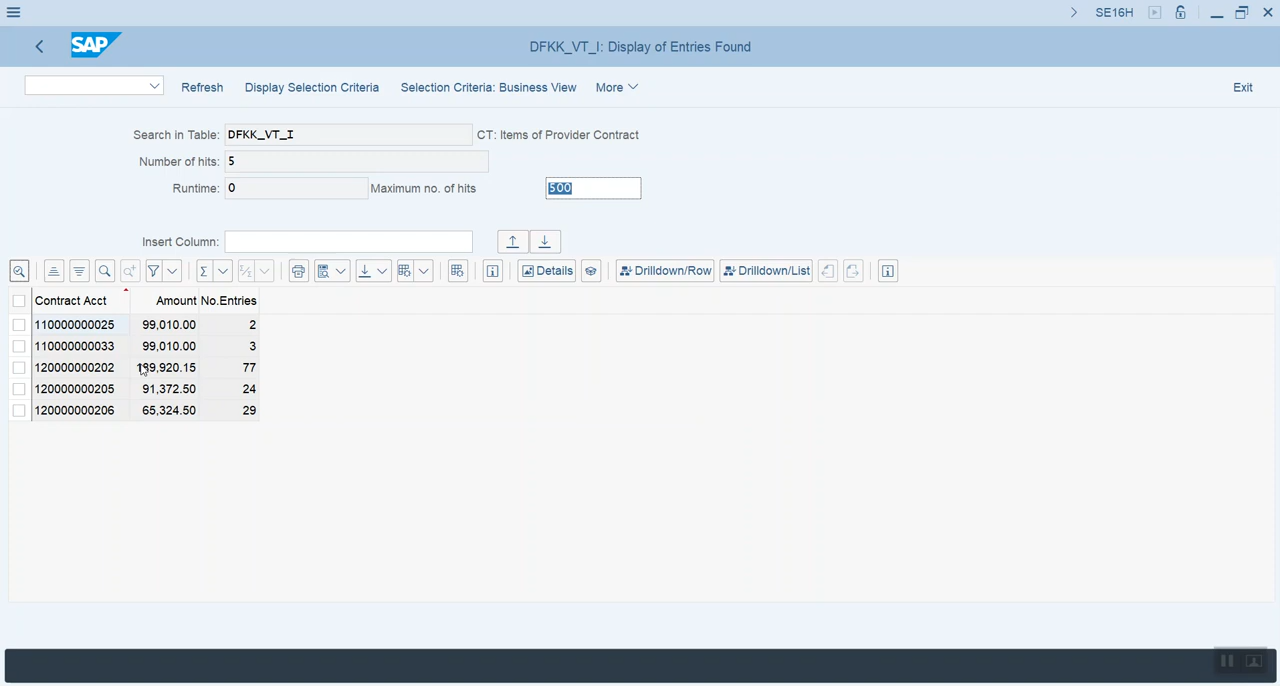 SE16H
SAP
DFKK_VT_I: Display of Entries Found
Refresh Display Selection Criteria Selection Criteria: Business View More Exit
Search in Table: DFKK_VT_I CT: Items of Provider Contract
Number of hits: 5
Runtime: 0 Maximum no. of hits 500
Insert Column:
Details Drilldown/Row Drilldown/List
Contract Acct Amount No.Entries
110000000025 99,010.00 2
110000000033 99,010.00 3
120000000202 77
120000000205 91,372.50 24
120000000206 65,324.50 29